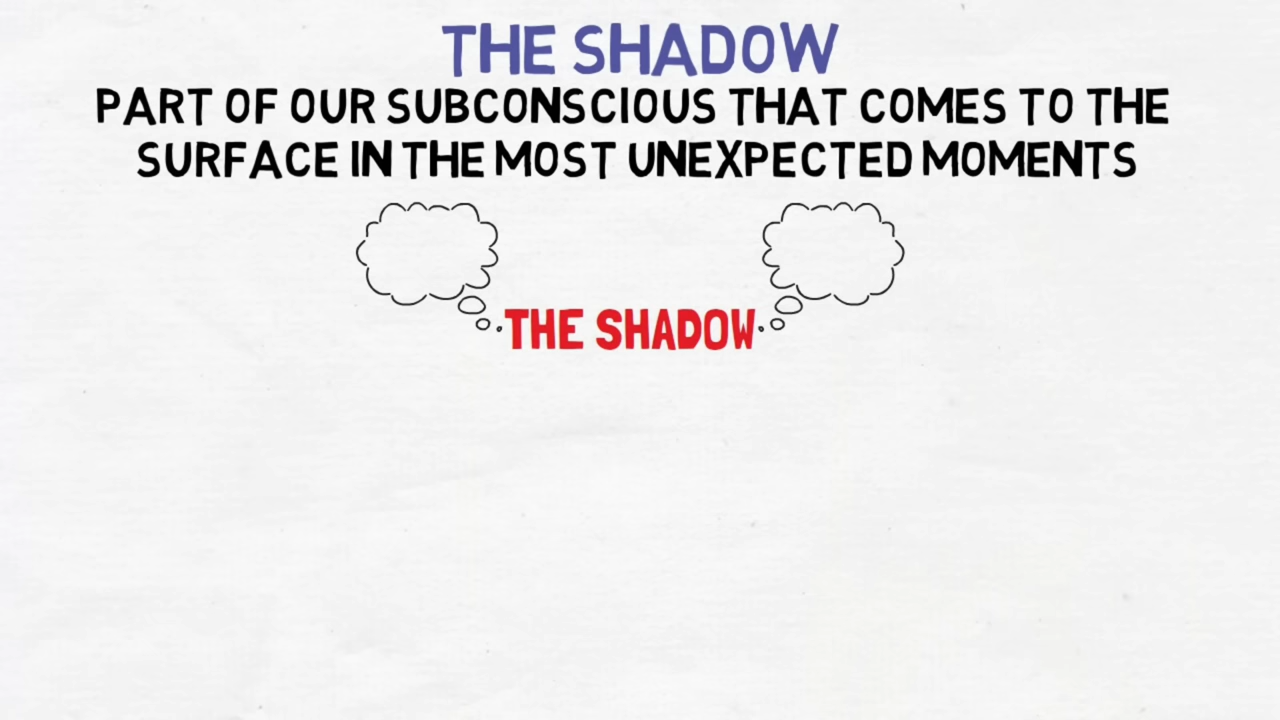 THE SHADOW
PART OF OUR SUBCONSCIOUS THAT COMES TO THE
SURFACE IN THE MOST UNEXPECTED MOMENTS
THE SHADOW